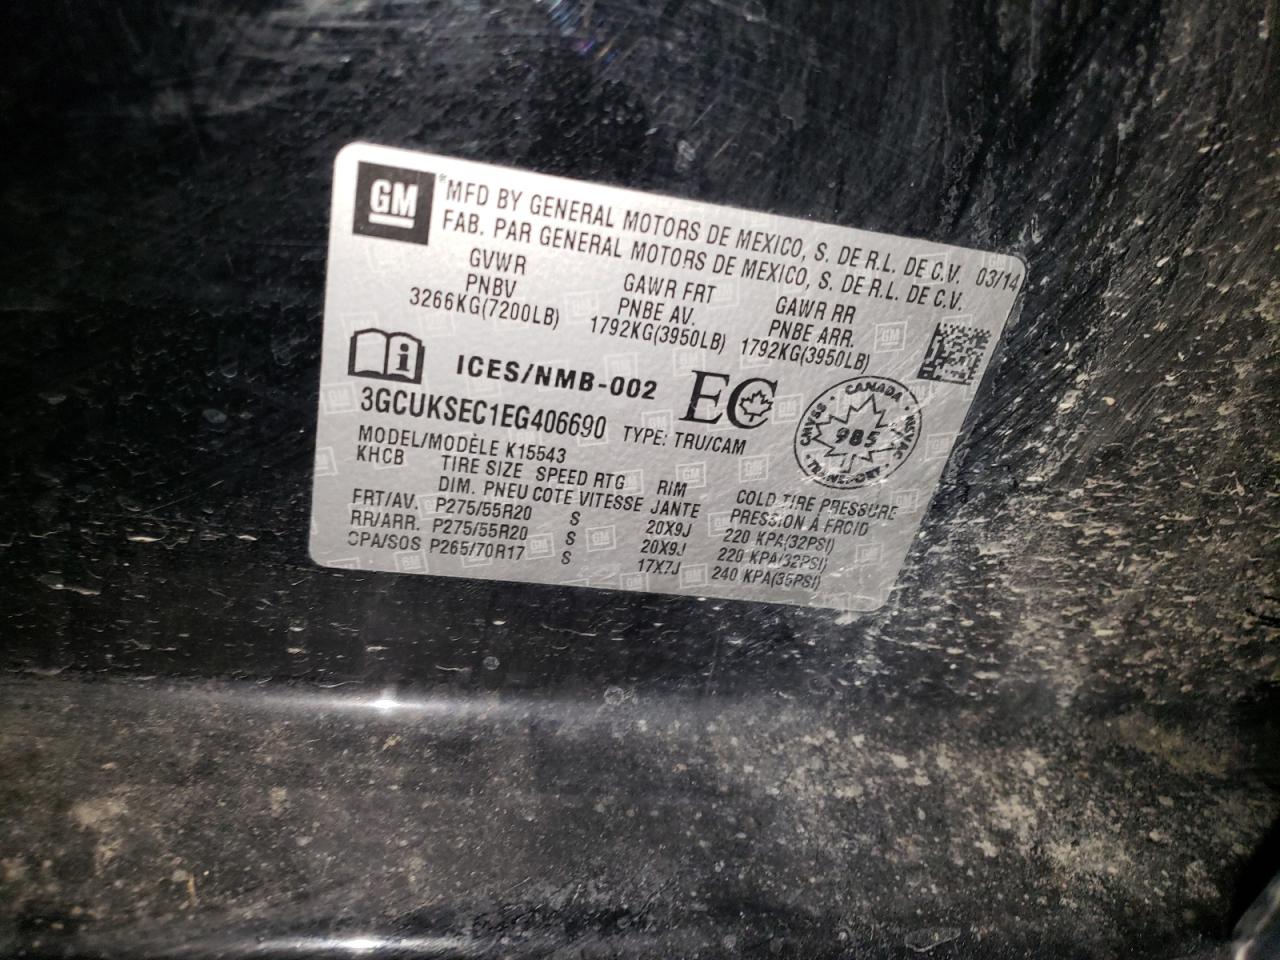 GM
*MFD BY GENERAL MOTORS DE MEXICO, S. DE R.L. DE C.V. 03/14
FAB. PAR GENERAL MOTORS DE MEXICO, S. DE R.L. DE C.V.
GVWR GAWR FRT GAWR RR
PNBV PNBE AV. PNBE ARR.
3266KG(7200LB) 1792KG(3950LB) 1792KG(3950LB)
i ICES/NMB-002 EC
3GCUKSEC1EG406690 TYPE: TRU/CAM
CANADA
CMVSS 985 NSVAC
TRANSPORT
MODEL/MODÈLE K15543
KHCB TIRE SIZE SPEED RTG RIM COLD TIRE PRESSURE
DIM. PNEU COTE VITESSE JANTE PRESSION À FROID
FRT/AV. P275/55R20 S 20X9J 220 KPA(32PSI)
RR/ARR. P275/55R20 S 20X9J 220 KPA(32PSI)
SPA/SOS P265/70R17 S 17X7J 240 KPA(35PSI)